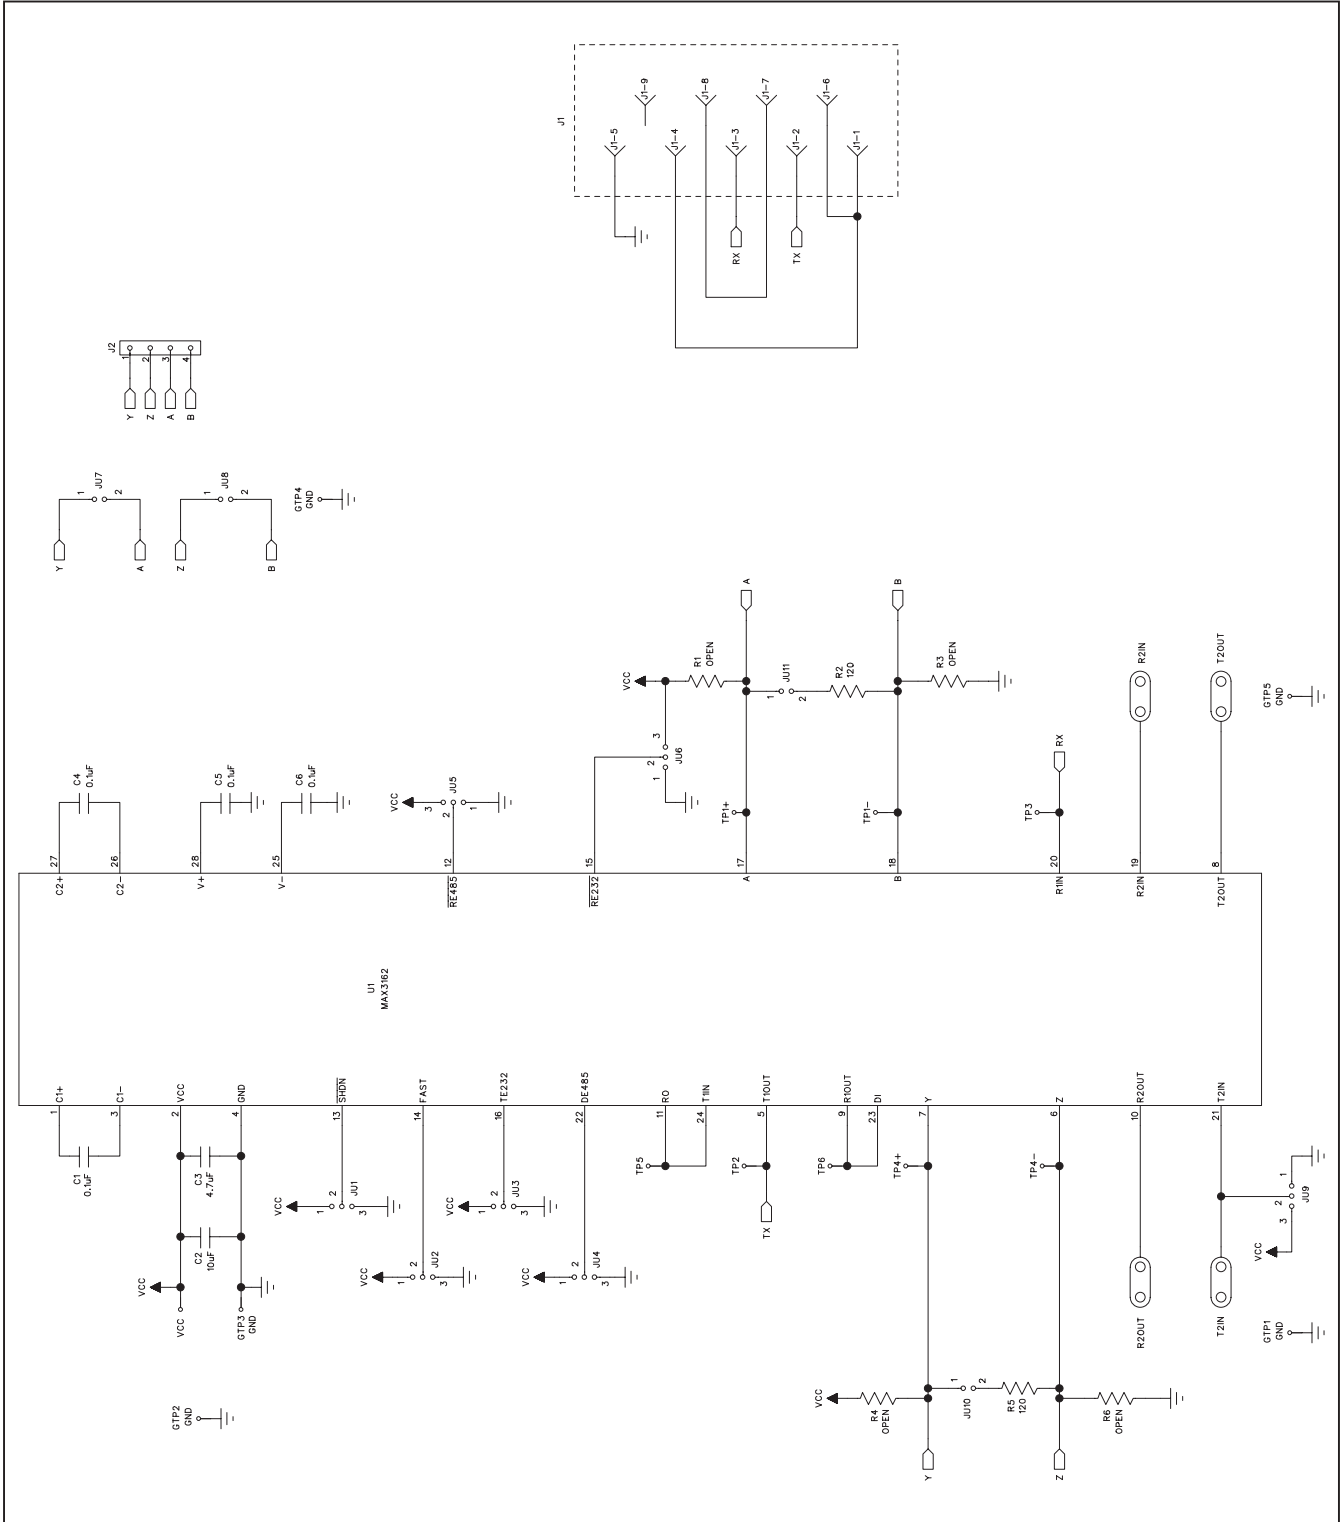 J1
J1-9
J1-8
J1-7
J1-6
J1-5
J1-4
J1-3
J1-2
J1-1
RX
TX
J2
1
2
3
4
Y
Z
A
B
JU7
1
2
Y
A
JU8
1
2
Z
B
GTP4
GND
C4
0.1uF
C5
0.1uF
C6
0.1uF
VCC
JU5
3
2
1
VCC
R1
OPEN
JU6
3
2
1
JU11
1
2
R2
120
R3
OPEN
A
B
TP1+
TP1-
TP3
RX
R2IN
T2OUT
GTP5
GND
27
26
28
25
12
15
17
18
20
19
8
C2+
C2-
V+
V-
RE485
RE232
A
B
R1IN
R2IN
T2OUT
U1
MAX3162
C1+
C1-
VCC
GND
SHDN
FAST
TE232
DE485
RO
T1IN
T1OUT
R1OUT
DI
Y
Z
R2OUT
T2IN
1
3
2
4
13
14
16
22
11
24
5
9
23
7
6
10
21
C1
0.1uF
C3
4.7uF
C2
10uF
VCC
VCC
GTP3
GND
GTP2
GND
VCC
JU1
1
2
3
VCC
JU2
1
2
3
VCC
JU3
1
2
3
VCC
JU4
1
2
3
TP5
TP2
TX
TP6
TP4+
TP4-
VCC
R4
OPEN
JU10
1
2
R5
120
R6
OPEN
Y
Z
R2OUT
T2IN
JU9
1
2
3
VCC
GTP1
GND